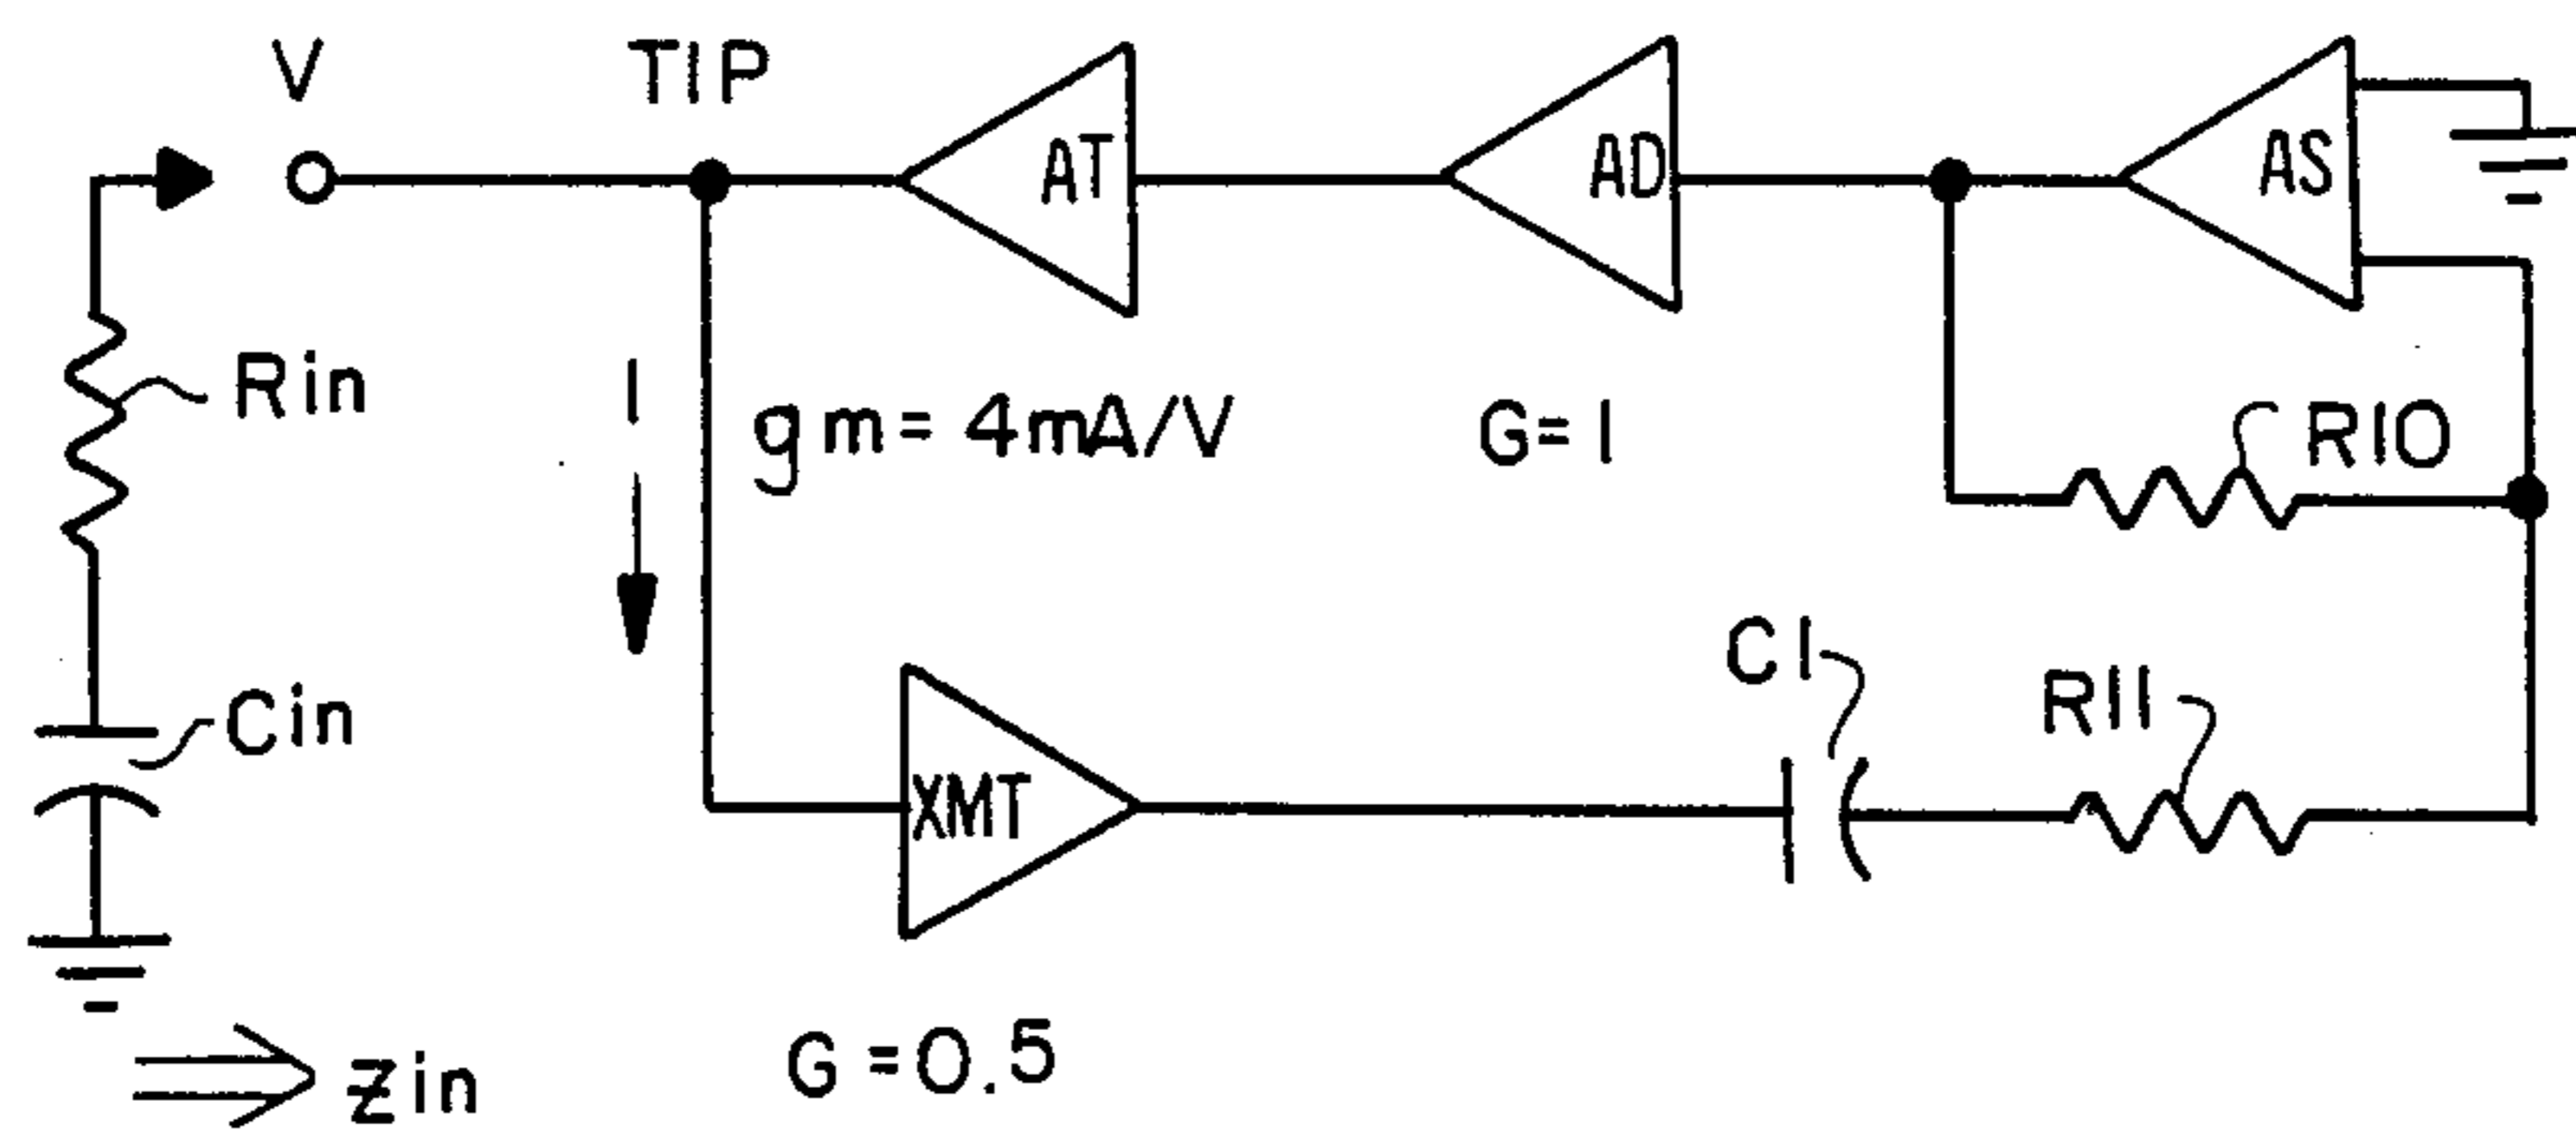 V
TIP
AT
AD
AS
Rin
I
gm = 4mA/V
G = 1
R10
Cin
C1
R11
XMT
G = 0.5
Zin